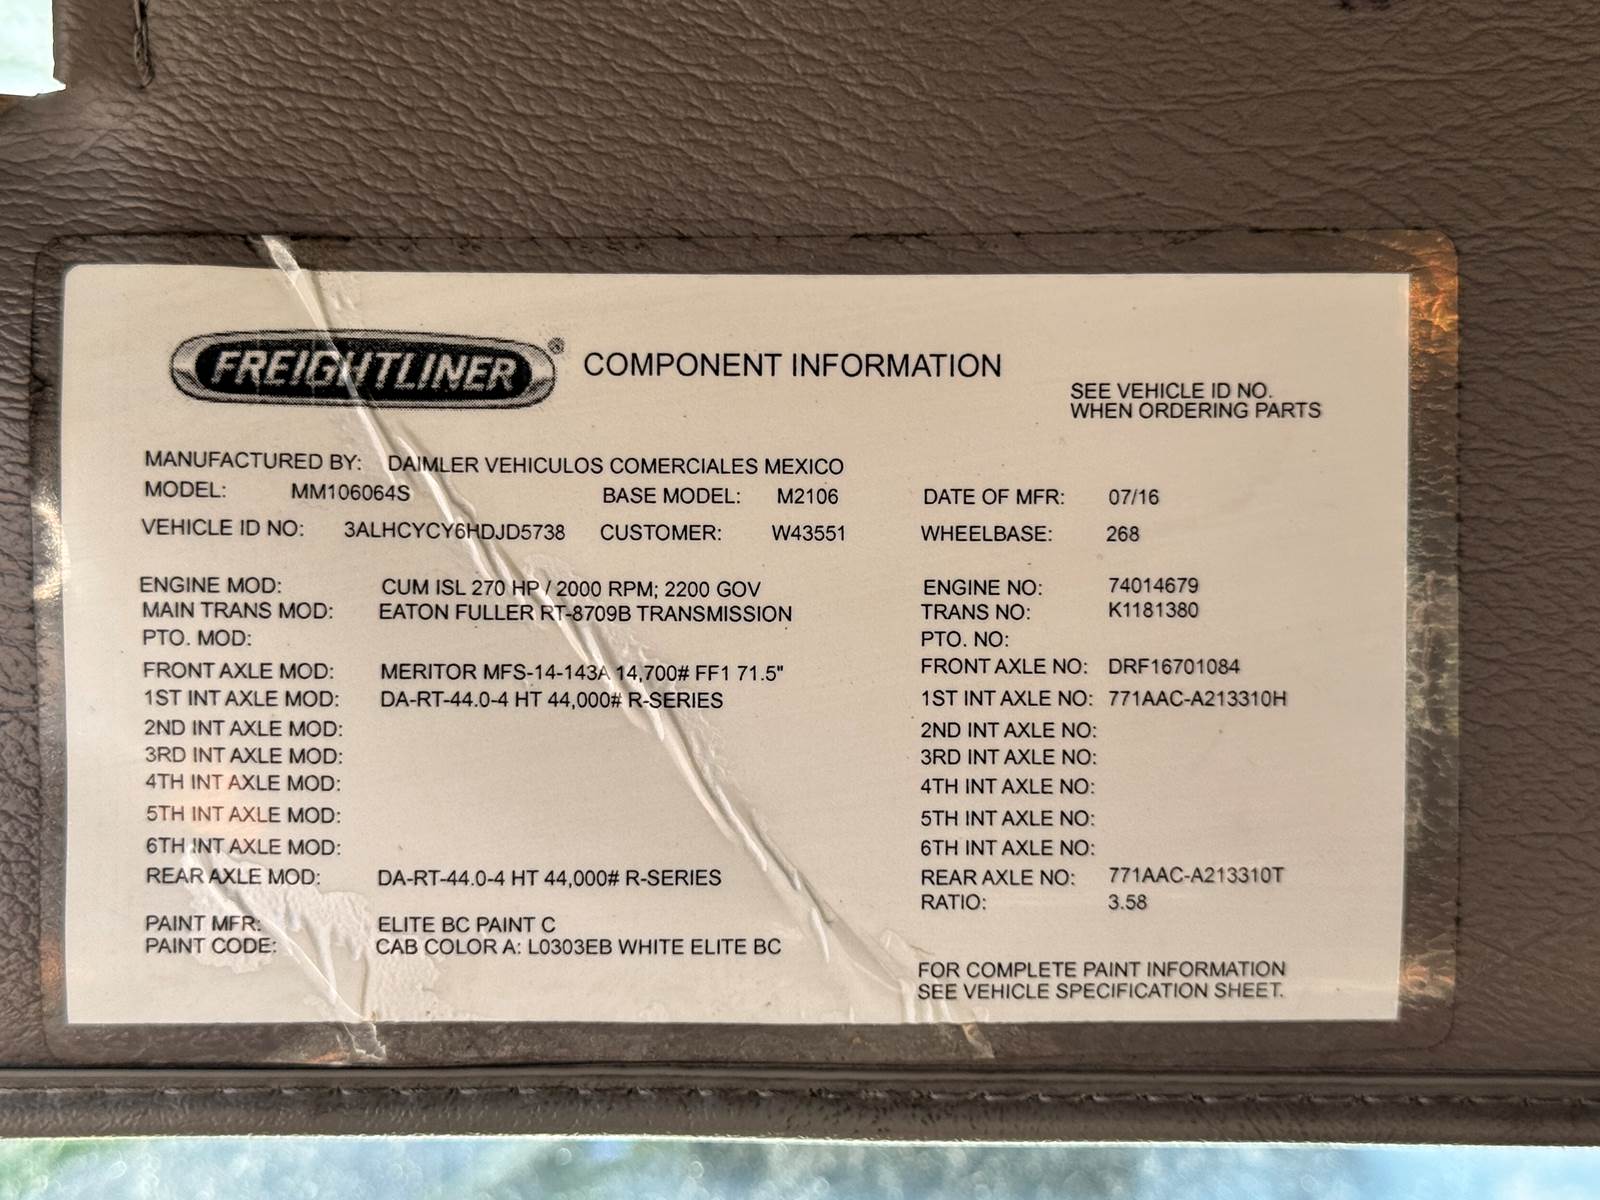 FREIGHTLINER® COMPONENT INFORMATION
SEE VEHICLE ID NO.
WHEN ORDERING PARTS
MANUFACTURED BY: DAIMLER VEHICULOS COMERCIALES MEXICO
MODEL: MM106064S BASE MODEL: M2106 DATE OF MFR: 07/16
VEHICLE ID NO: 3ALHCYCY6HDJD5738 CUSTOMER: W43551 WHEELBASE: 268
ENGINE MOD: CUM ISL 270 HP / 2000 RPM; 2200 GOV ENGINE NO: 74014679
MAIN TRANS MOD: EATON FULLER RT-8709B TRANSMISSION TRANS NO: K1181380
PTO. MOD: PTO. NO:
FRONT AXLE MOD: MERITOR MFS-14-143A 14,700# FF1 71.5" FRONT AXLE NO: DRF16701084
1ST INT AXLE MOD: DA-RT-44.0-4 HT 44,000# R-SERIES 1ST INT AXLE NO: 771AAC-A213310H
2ND INT AXLE MOD: 2ND INT AXLE NO:
3RD INT AXLE MOD: 3RD INT AXLE NO:
4TH INT AXLE MOD: 4TH INT AXLE NO:
5TH INT AXLE MOD: 5TH INT AXLE NO:
6TH INT AXLE MOD: 6TH INT AXLE NO:
REAR AXLE MOD: DA-RT-44.0-4 HT 44,000# R-SERIES REAR AXLE NO: 771AAC-A213310T
RATIO: 3.58
PAINT MFR: ELITE BC PAINT C
PAINT CODE: CAB COLOR A: L0303EB WHITE ELITE BC
FOR COMPLETE PAINT INFORMATION
SEE VEHICLE SPECIFICATION SHEET.